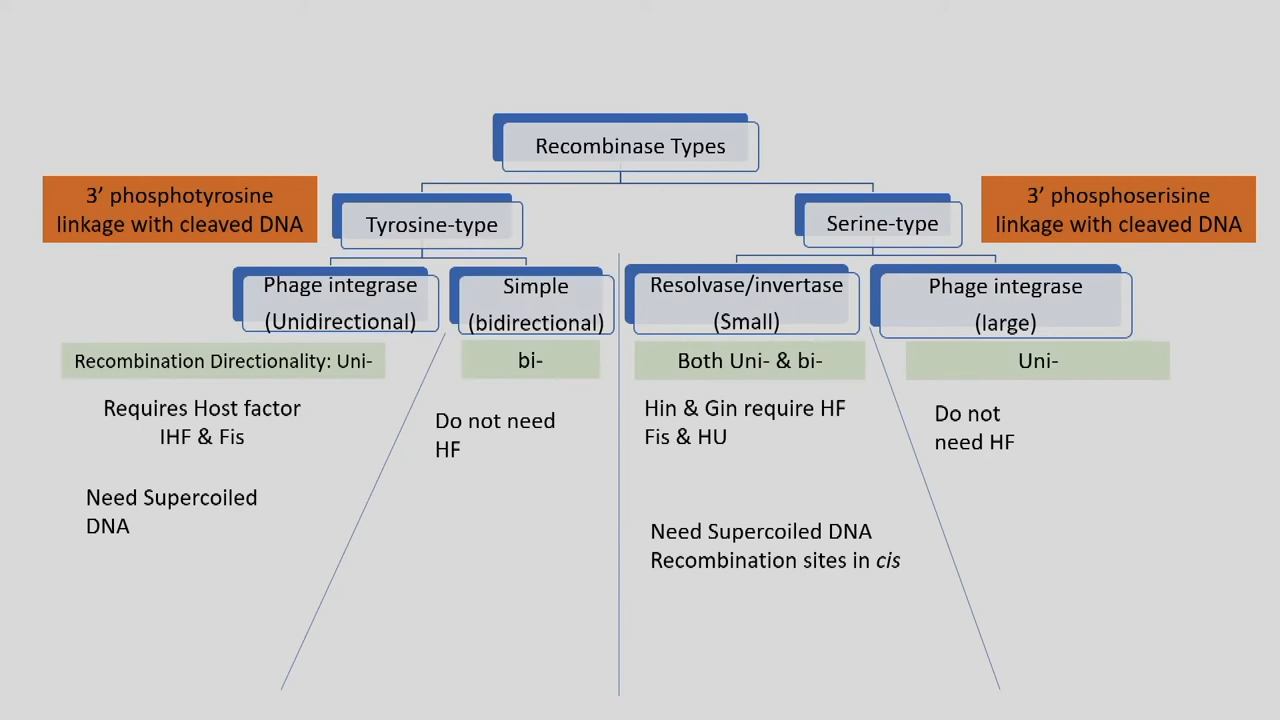 Recombinase Types
3’ phosphotyrosine
linkage with cleaved DNA
Tyrosine-type
Serine-type
3’ phosphoserisine
linkage with cleaved DNA
Phage integrase
(Unidirectional)
Simple
(bidirectional)
Resolvase/invertase
(Small)
Phage integrase
(large)
Recombination Directionality: Uni-
bi-
Both Uni- & bi-
Uni-
Requires Host factor
IHF & Fis
Do not need
HF
Hin & Gin require HF
Fis & HU
Do not
need HF
Need Supercoiled
DNA
Need Supercoiled DNA
Recombination sites in cis